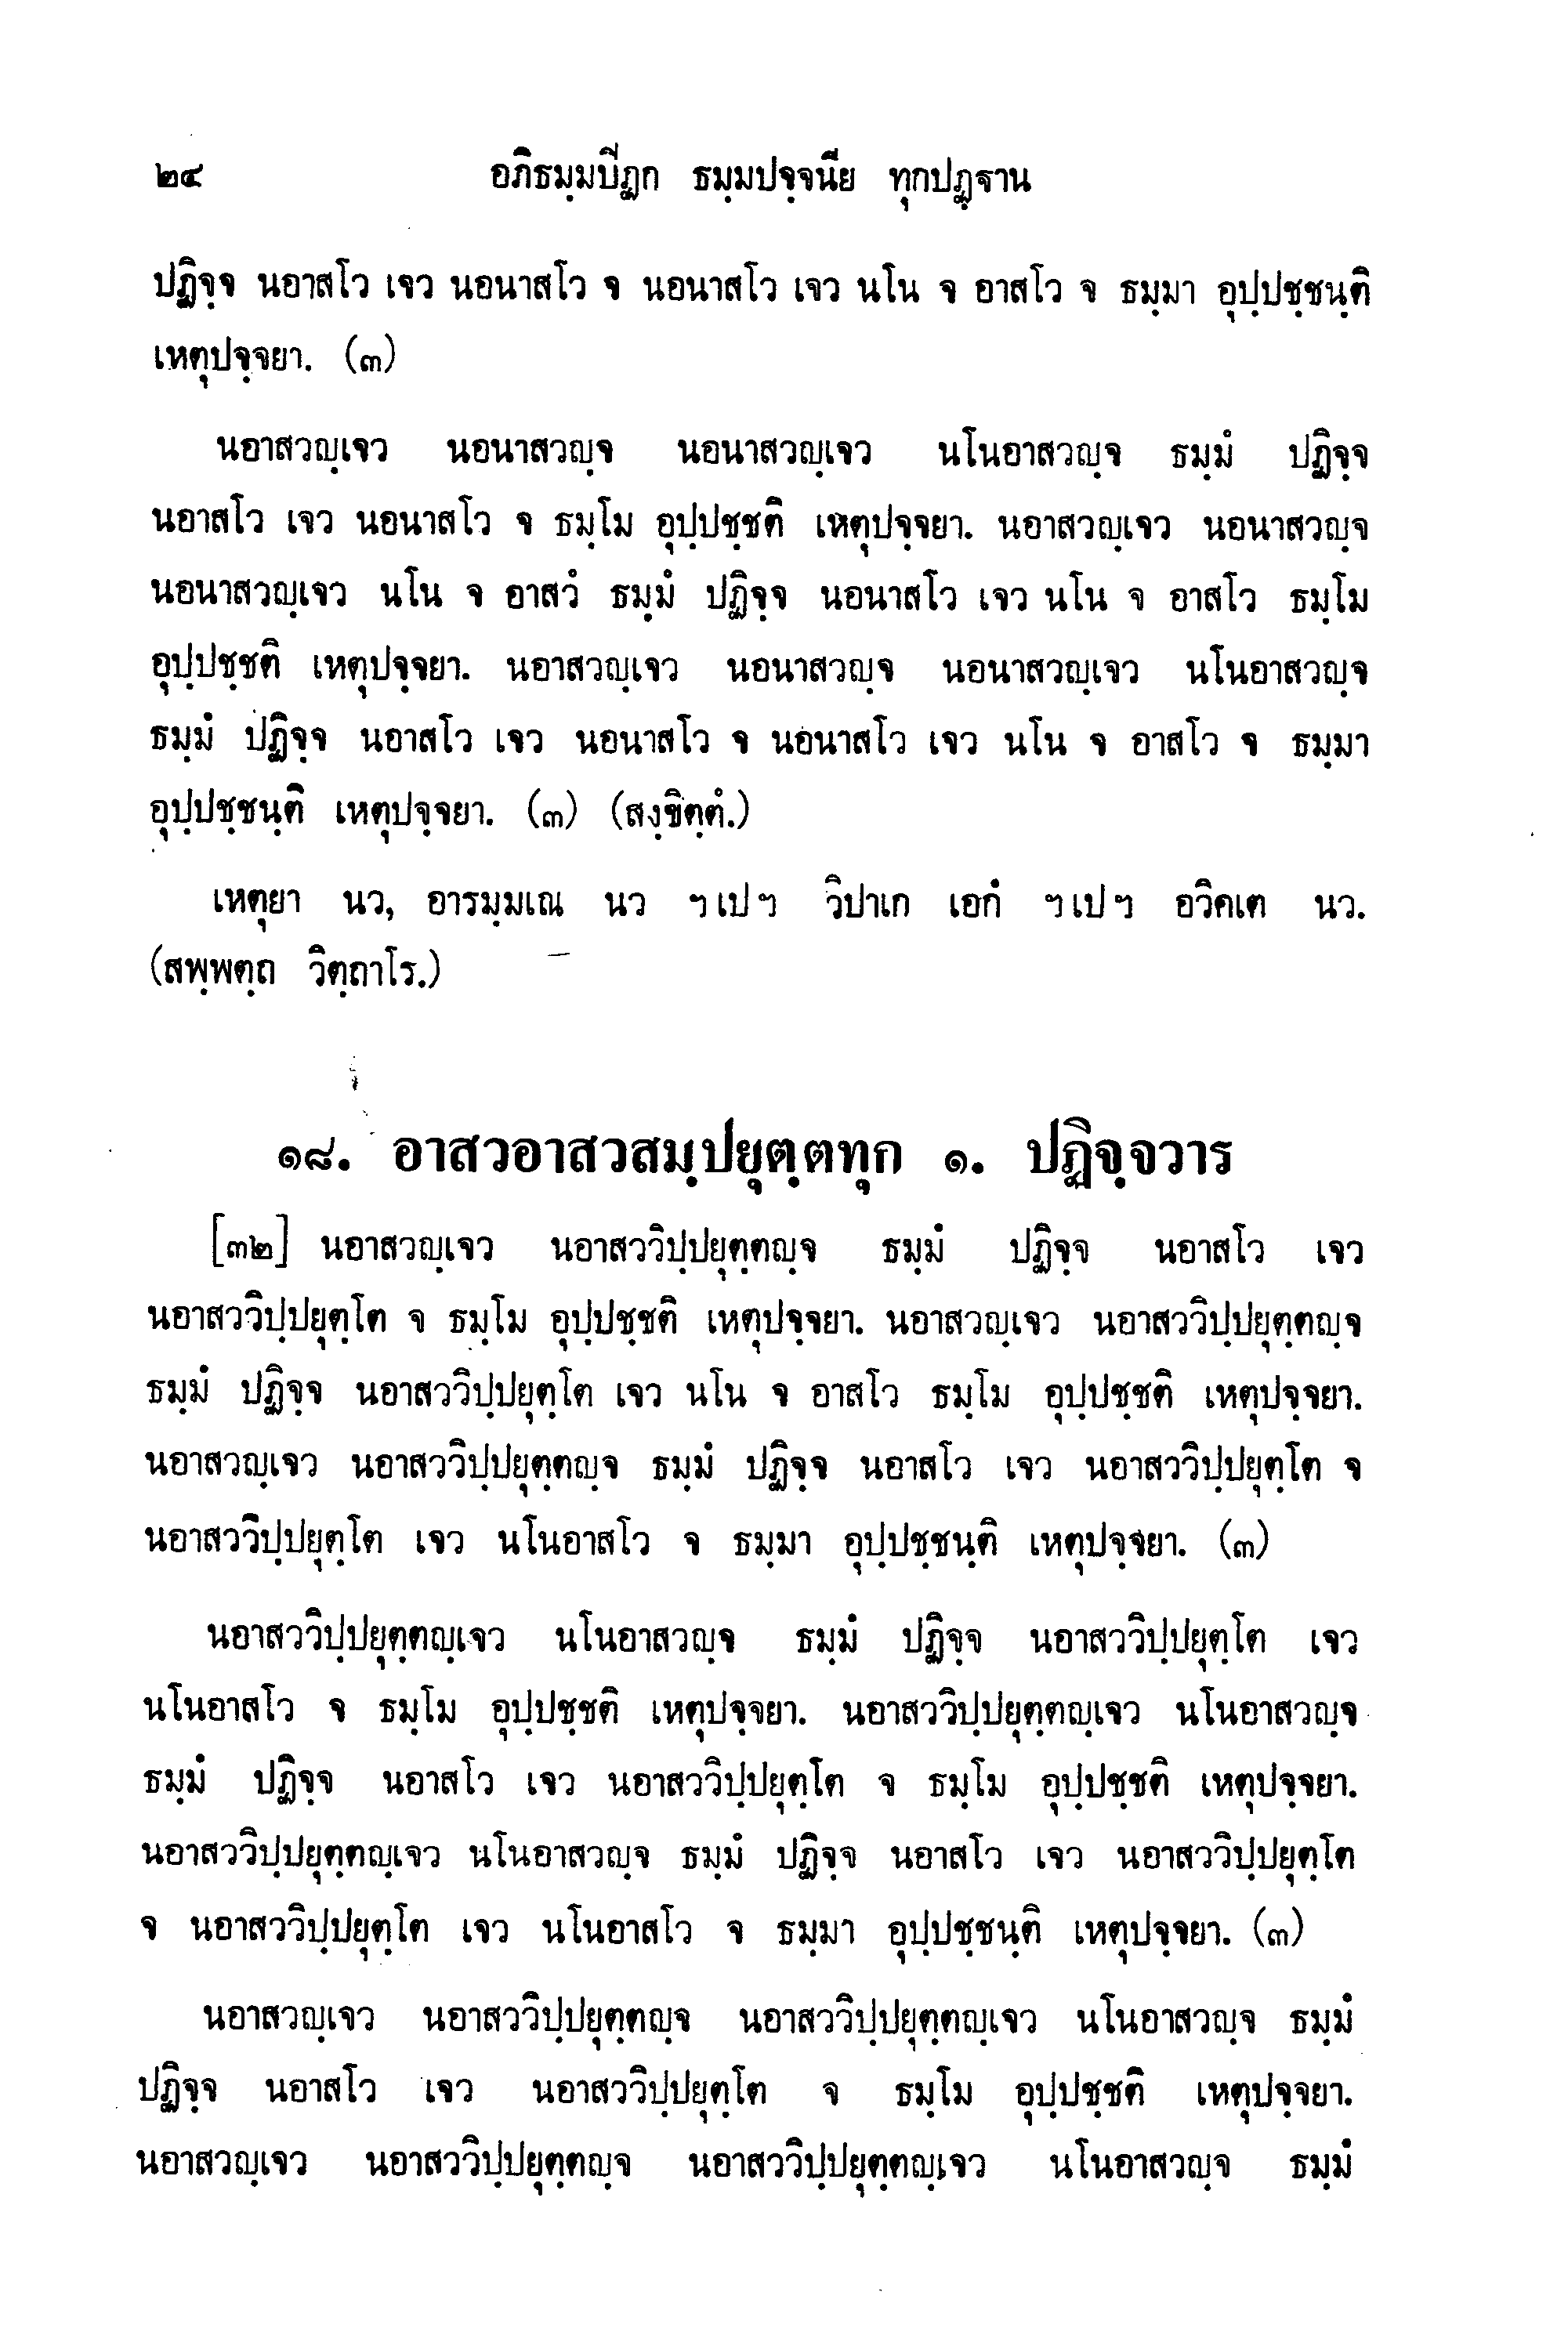 ๒๔ อภิธมฺมปีฏก ธมฺมปจฺจนีย ทุกปฏฺฐาน
ปฏิจฺจ นอาสโว เจว นอนาสโว จ นอนาสโว เจว นโน จ อาสโว จ ธมฺมา อุปฺปชฺชนฺติ
เหตุปจฺจยา. (๓)
นอาสวญฺเจว นอนาสวญฺจ นอนาสวญฺเจว นโนอาสวญฺจ ธมฺมํ ปฏิจฺจ
นอาสโว เจว นอนาสโว จ ธมฺโม อุปฺปชฺชติ เหตุปจฺจยา. นอาสวญฺเจว นอนาสวญฺจ
นอนาสวญฺเจว นโน จ อาสวํ ธมฺมํ ปฏิจฺจ นอนาสโว เจว นโน จ อาสโว ธมฺโม
อุปฺปชฺชติ เหตุปจฺจยา. นอาสวญฺเจว นอนาสวญฺจ นอนาสวญฺเจว นโนอาสวญฺจ
ธมฺมํ ปฏิจฺจ นอาสโว เจว นอนาสโว จ นอนาสโว เจว นโน จ อาสโว จ ธมฺมา
อุปฺปชฺชนฺติ เหตุปจฺจยา. (๓) (สงฺขิตฺตํ.)
เหตุยา นว, อารมฺมเณ นว ฯ เป ฯ วิปาเก เอกํ ฯ เป ฯ อวิคเต นว.
(สพฺพตฺถ วิตฺถาโร.)
๑๘. อาสวอาสวสมฺปยุตฺตทุก ๑. ปฏิจฺจวาร
[๓๒] นอาสวญฺเจว นอาสววิปฺปยุตฺตญฺจ ธมฺมํ ปฏิจฺจ นอาสโว เจว
นอาสววิปฺปยุตฺโต จ ธมฺโม อุปฺปชฺชติ เหตุปจฺจยา. นอาสวญฺเจว นอาสววิปฺปยุตฺตญฺจ
ธมฺมํ ปฏิจฺจ นอาสววิปฺปยุตฺโต เจว นโน จ อาสโว ธมฺโม อุปฺปชฺชติ เหตุปจฺจยา.
นอาสวญฺเจว นอาสววิปฺปยุตฺตญฺจ ธมฺมํ ปฏิจฺจ นอาสโว เจว นอาสววิปฺปยุตฺโต จ
นอาสววิปฺปยุตฺโต เจว นโนอาสโว จ ธมฺมา อุปฺปชฺชนฺติ เหตุปจฺจยา. (๓)
นอาสววิปฺปยุตฺตญฺเจว นโนอาสวญฺจ ธมฺมํ ปฏิจฺจ นอาสววิปฺปยุตฺโต เจว
นโนอาสโว จ ธมฺโม อุปฺปชฺชติ เหตุปจฺจยา. นอาสววิปฺปยุตฺตญฺเจว นโนอาสวญฺจ
ธมฺมํ ปฏิจฺจ นอาสโว เจว นอาสววิปฺปยุตฺโต จ ธมฺโม อุปฺปชฺชติ เหตุปจฺจยา.
นอาสววิปฺปยุตฺตญฺเจว นโนอาสวญฺจ ธมฺมํ ปฏิจฺจ นอาสโว เจว นอาสววิปฺปยุตฺโต
จ นอาสววิปฺปยุตฺโต เจว นโนอาสโว จ ธมฺมา อุปฺปชฺชนฺติ เหตุปจฺจยา. (๓)
นอาสวญฺเจว นอาสววิปฺปยุตฺตญฺจ นอาสววิปฺปยุตฺตญฺเจว นโนอาสวญฺจ ธมฺมํ
ปฏิจฺจ นอาสโว เจว นอาสววิปฺปยุตฺโต จ ธมฺโม อุปฺปชฺชติ เหตุปจฺจยา.
นอาสวญฺเจว นอาสววิปฺปยุตฺตญฺจ นอาสววิปฺปยุตฺตญฺเจว นโนอาสวญฺจ ธมฺมํ